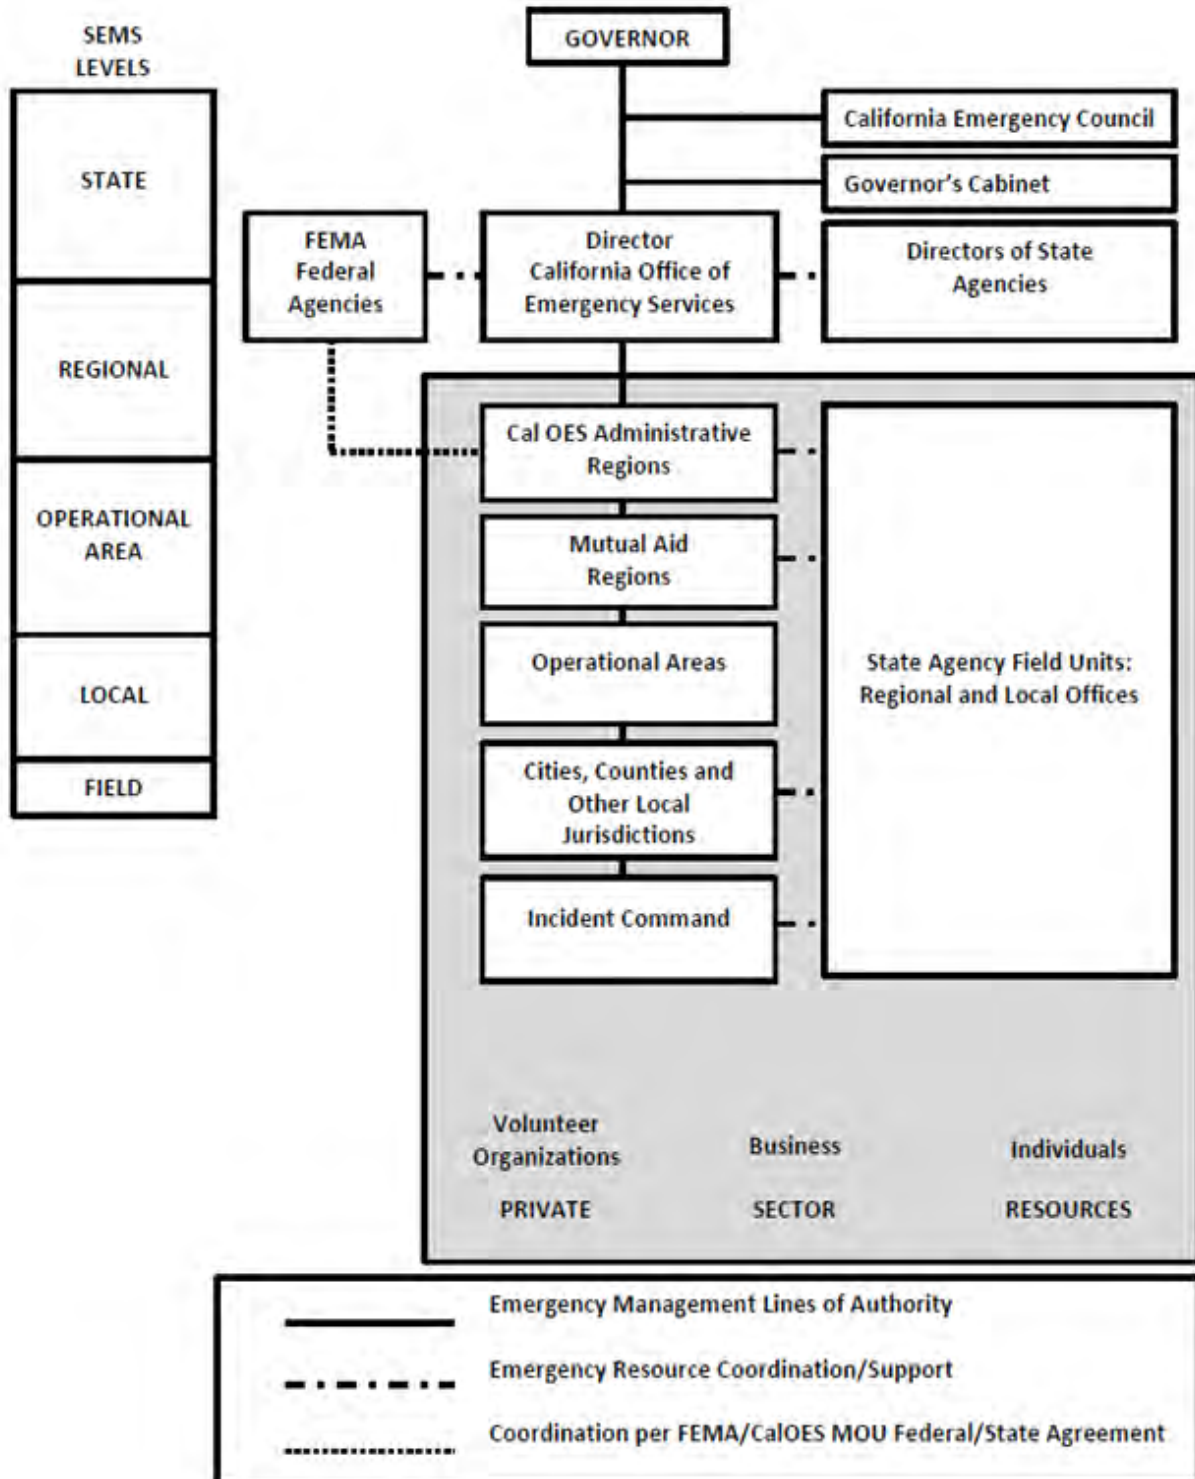 SEMS
LEVELS
STATE
REGIONAL
OPERATIONAL
AREA
LOCAL
FIELD
GOVERNOR
California Emergency Council
Governor's Cabinet
FEMA
Federal
Agencies
Director
California Office of
Emergency Services
Directors of State
Agencies
Cal OES Administrative
Regions
Mutual Aid
Regions
Operational Areas
Cities, Counties and
Other Local
Jurisdictions
Incident Command
State Agency Field Units:
Regional and Local Offices
Volunteer
Organizations
Business
Individuals
PRIVATE
SECTOR
RESOURCES
Emergency Management Lines of Authority
Emergency Resource Coordination/Support
Coordination per FEMA/CalOES MOU Federal/State Agreement